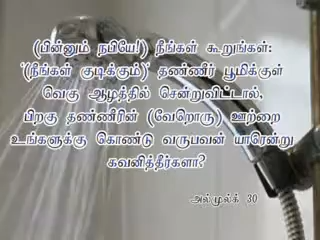 (பின்னும் நபியே!) நீங்கள் கூறுங்கள்:
'(நீங்கள் குடிக்கும்)' தண்ணீர் பூமிக்குள்
வெகு ஆழத்தில் சென்றுவிட்டால்,
பிறகு தண்ணீரின் (வேறொரு) ஊற்றை
உங்களுக்கு கொண்டு வருபவன் யாரென்று
கவனித்தீர்களா?
அல்முல்க் 30